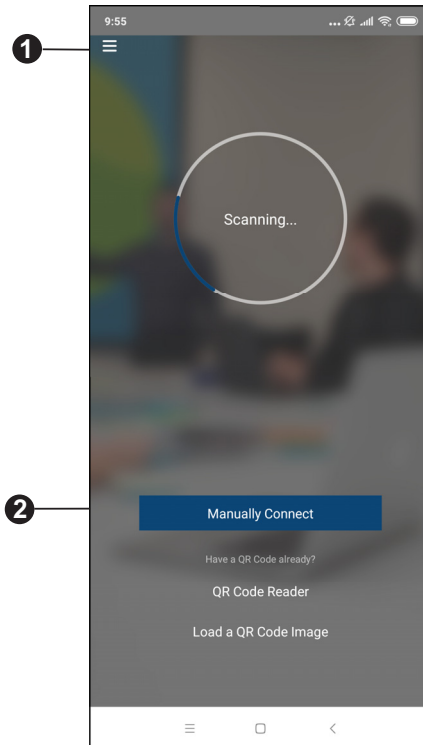 9:55
1
Scanning...
2
Manually Connect
Have a QR Code already?
QR Code Reader
Load a QR Code Image